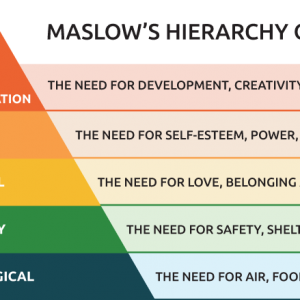 MASLOW'S HIERARCHY
ATION THE NEED FOR DEVELOPMENT, CREATIVITY
THE NEED FOR SELF-ESTEEM, POWER,
L THE NEED FOR LOVE, BELONGING
Y THE NEED FOR SAFETY, SHEL
GICAL THE NEED FOR AIR, FOO